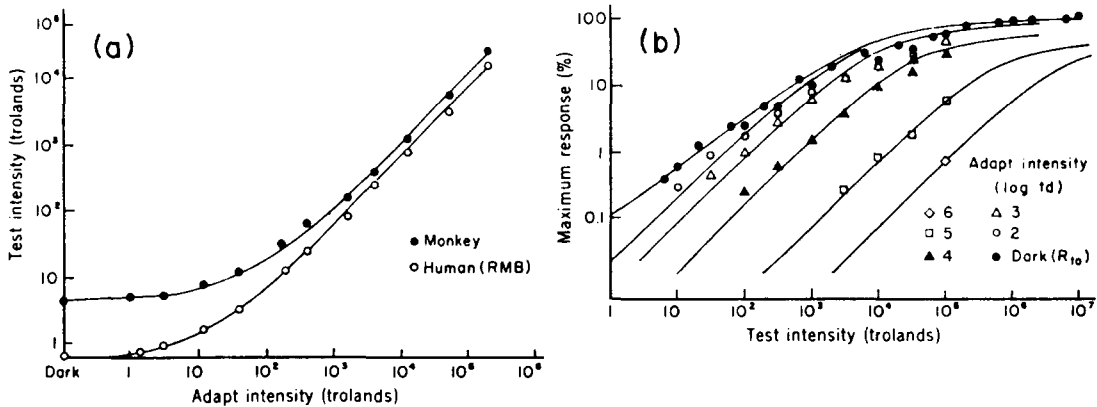 (a)
Test intensity (trolands)
10⁵
10⁴
10³
10²
10
1
Dark 1 10 10² 10³ 10⁴ 10⁵ 10⁶
Adapt intensity (trolands)
● Monkey
○ Human (RMB)
(b)
Maximum response (%)
100
10
1
0.1
1 10 10² 10³ 10⁴ 10⁵ 10⁶ 10⁷
Test intensity (trolands)
Adapt intensity
(log td)
◇ 6 △ 3
□ 5 ○ 2
▲ 4 ● Dark (R₁₀)